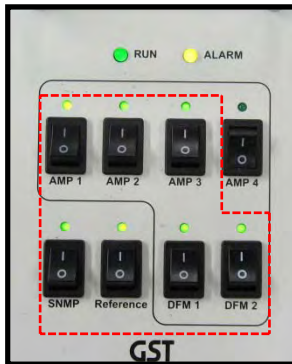 RUN ALARM
AMP 1 AMP 2 AMP 3 AMP 4
SNMP Reference DFM 1 DFM 2
GST